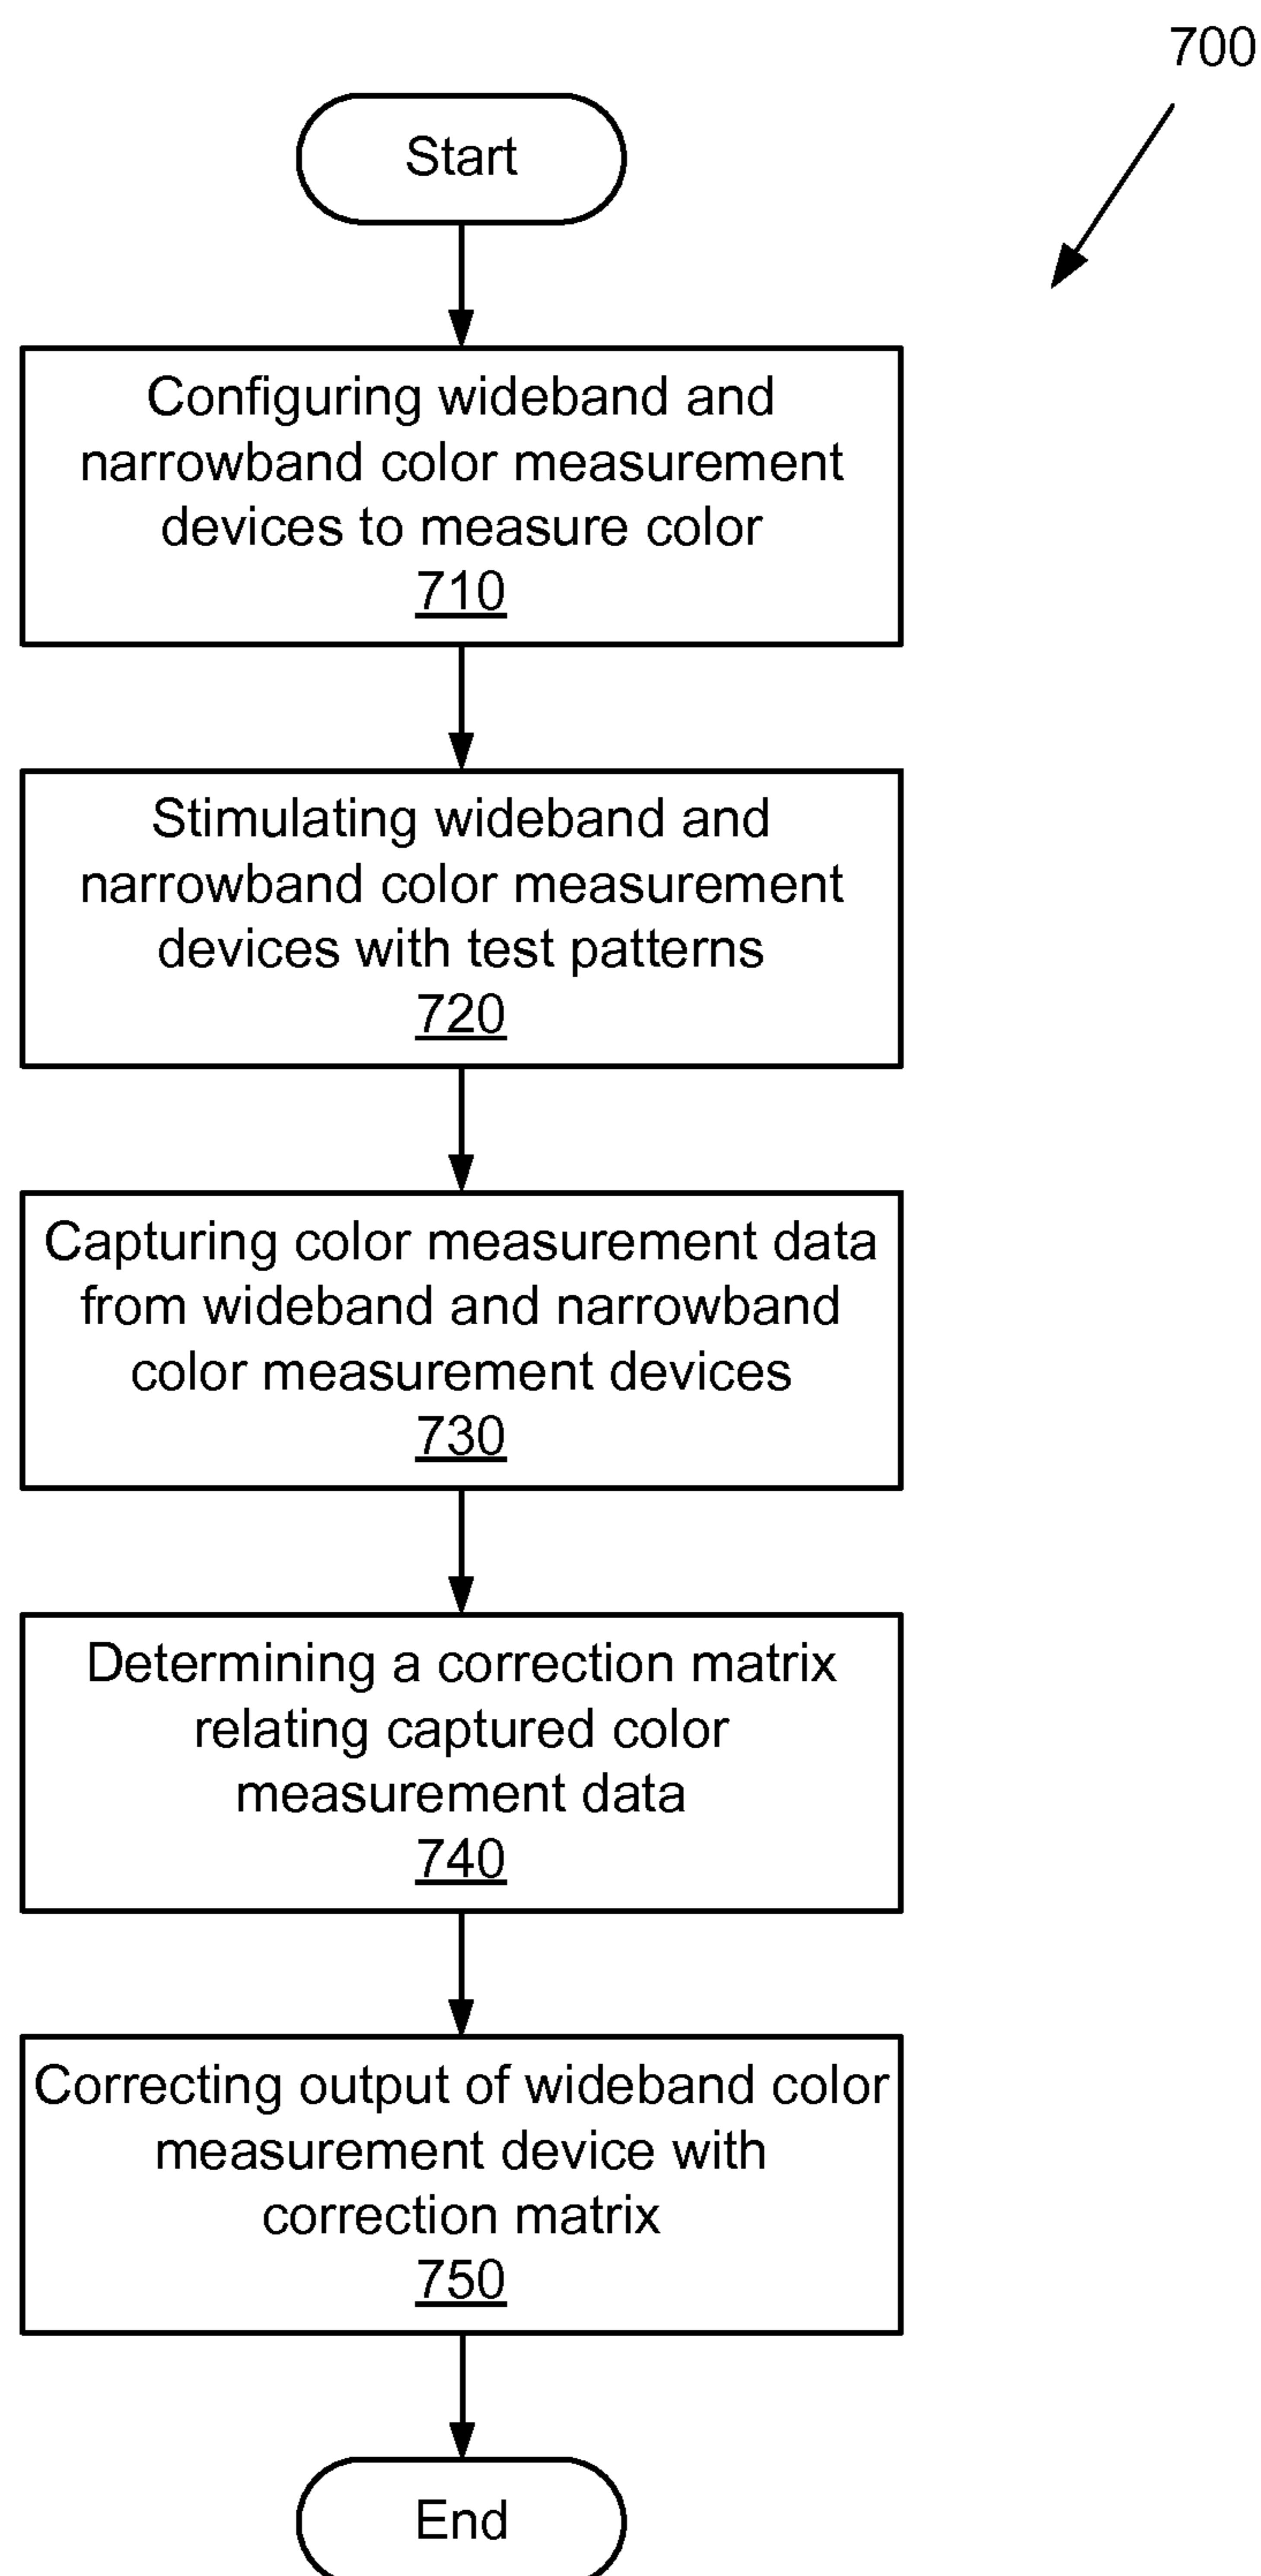 700
Start
Configuring wideband and
narrowband color measurement
devices to measure color
710
Stimulating wideband and
narrowband color measurement
devices with test patterns
720
Capturing color measurement data
from wideband and narrowband
color measurement devices
730
Determining a correction matrix
relating captured color
measurement data
740
Correcting output of wideband color
measurement device with
correction matrix
750
End